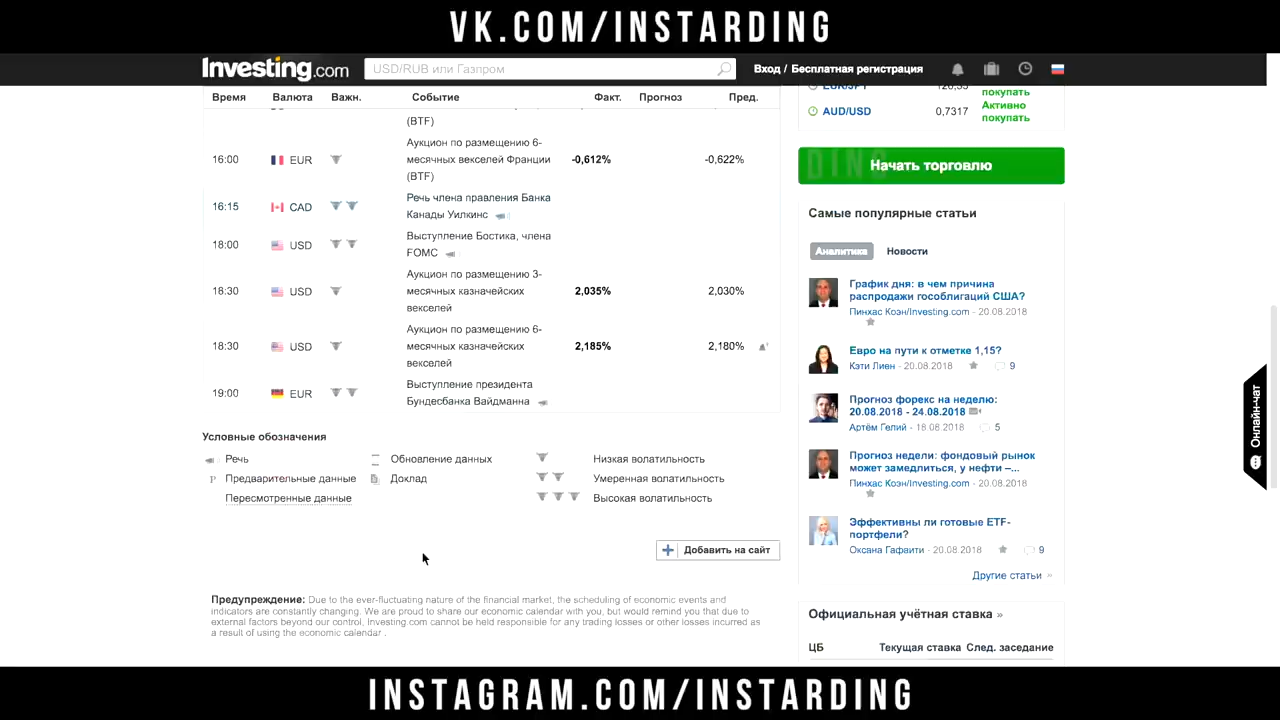 VK.COM/INSTARDING
Investing.com
USD/RUB или Газпром
Вход / Бесплатная регистрация
Время Валюта Важн. Событие Факт. Прогноз Пред.
(BTF)
16:00 EUR Аукцион по размещению 6-
месячных векселей Франции
(BTF) -0,612% -0,622%
16:15 CAD Речь члена правления Банка
Канады Уилкинс
18:00 USD Выступление Бостика, члена
FOMC
18:30 USD Аукцион по размещению 3-
месячных казначейских
векселей 2,035% 2,030%
18:30 USD Аукцион по размещению 6-
месячных казначейских
векселей 2,185% 2,180%
19:00 EUR Выступление президента
Бундесбанка Вайдманна
Условные обозначения
Речь Обновление данных Низкая волатильность
P Предварительные данные Доклад Умеренная волатильность
Пересмотренные данные Высокая волатильность
Добавить на сайт
Предупреждение: Due to the ever-fluctuating nature of the financial market, the scheduling of economic events and
indicators are constantly changing. We are proud to share our economic calendar with you, but would remind you that due to
external factors beyond our control, Investing.com cannot be held responsible for any trading losses or other losses incurred as
a result of using the economic calendar .
EUR/JPY покупать
AUD/USD 0,7317 Активно
покупать
DING
Начать торговлю
Самые популярные статьи
Аналитика Новости
График дня: в чем причина
распродажи гособлигаций США?
Пинхас Коэн/Investing.com - 20.08.2018
Евро на пути к отметке 1,15?
Кэти Лиен - 20.08.2018 9
Прогноз форекс на неделю:
20.08.2018 - 24.08.2018
Артём Гелий - 18.08.2018 5
Прогноз недели: фондовый рынок
может замедлиться, у нефти –...
Пинхас Коэн/Investing.com - 20.08.2018
Эффективны ли готовые ETF-
портфели?
Оксана Гафаити - 20.08.2018 9
Другие статьи »
Официальная учётная ставка »
ЦБ Текущая ставка След. заседание
Онлайн-чат
INSTAGRAM.COM/INSTARDING